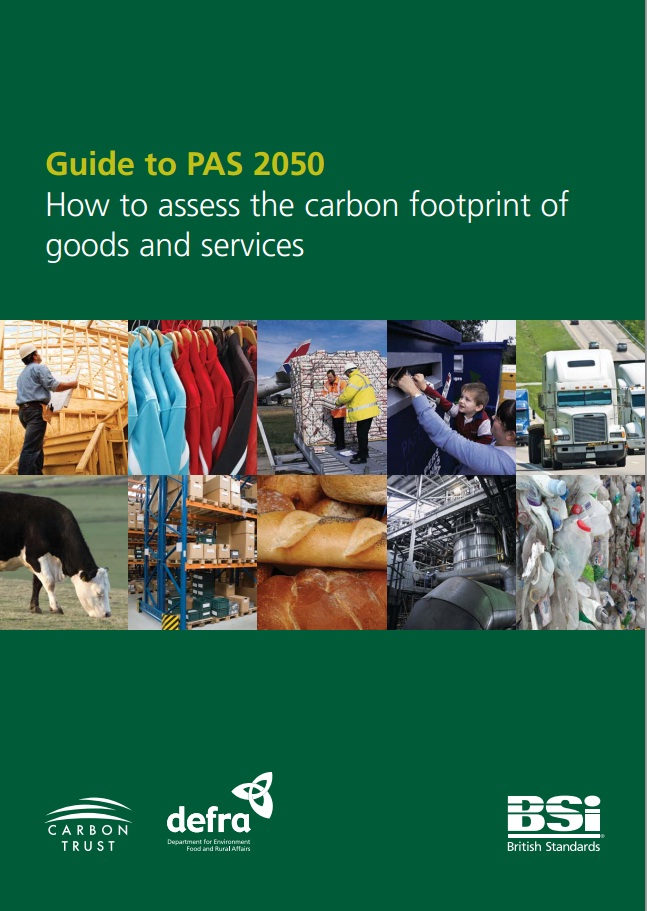 Guide to PAS 2050
How to assess the carbon footprint of
goods and services
CARBON
TRUST
defra
Department for Environment
Food and Rural Affairs
BSi
®
British Standards